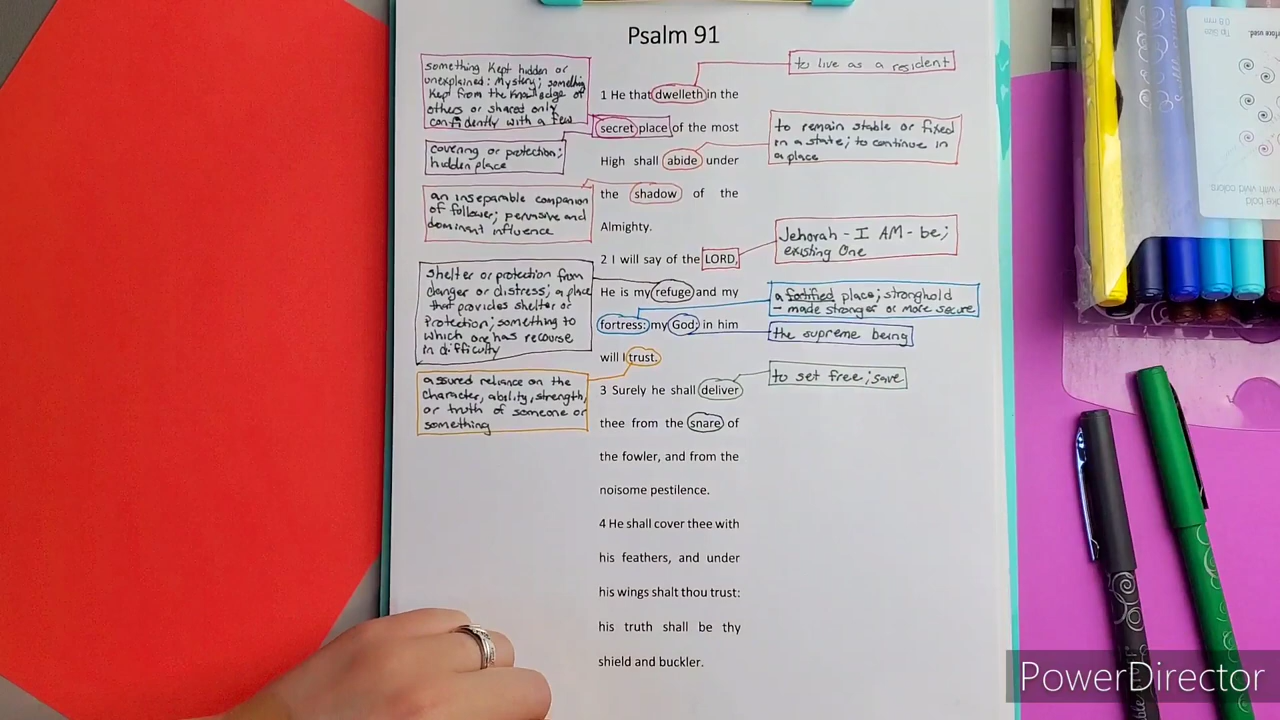 Psalm 91
something kept hidden or
unexplained: mystery; something
kept from the knowledge of
others or shared only
confidently with a few
to live as a resident
1 He that dwelleth in the
secret place of the most
covering or protection;
hidden place
to remain stable or fixed
in a state; to continue in
a place
High shall abide under
an inseparable companion
of follower; pervasive and
dominant influence
the shadow of the
Almighty.
Jehovah - I AM - be;
existing One
2 I will say of the LORD,
shelter or protection from
danger or distress; a place
that provides shelter or
protection; something to
which one has recourse
in difficulty
He is my refuge and my
a fortified place; stronghold
- made stronger or more secure
fortress: my God; in him
the supreme being
will I trust.
a assured reliance on the
character, ability, strength,
or truth of someone or
something
to set free; save
3 Surely he shall deliver
thee from the snare of
the fowler, and from the
noisome pestilence.
4 He shall cover thee with
his feathers, and under
his wings shalt thou trust:
his truth shall be thy
shield and buckler.
Tip Size
0.8 mm
PowerDirector